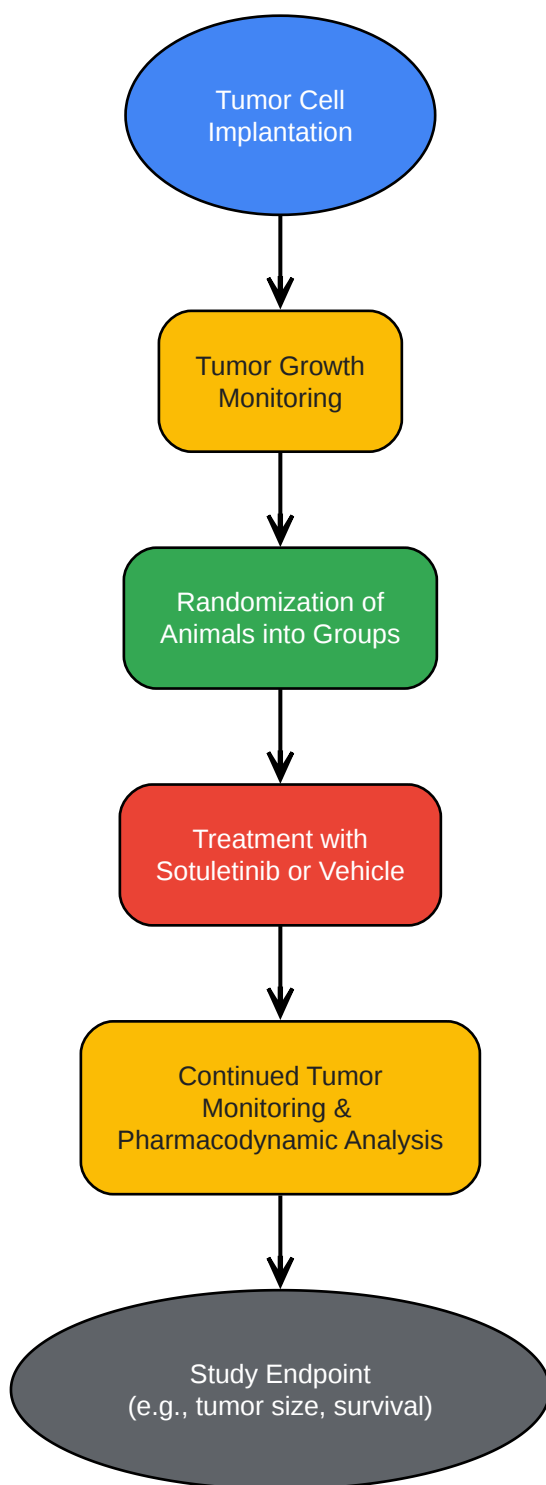 Tumor Cell
Implantation
Tumor Growth
Monitoring
Randomization of
Animals into Groups
Treatment with
Sotuletinib or Vehicle
Continued Tumor
Monitoring &
Pharmacodynamic Analysis
Study Endpoint
(e.g., tumor size, survival)